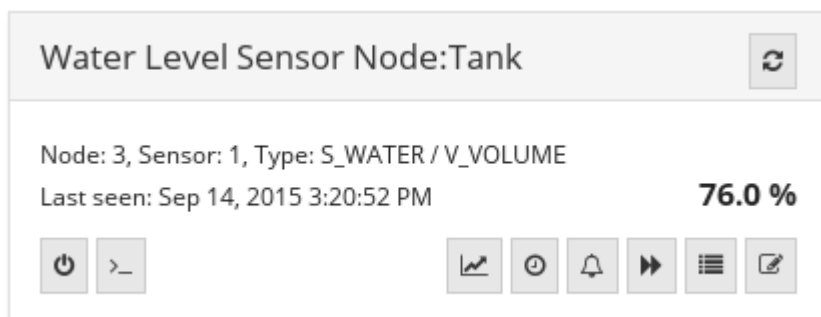 Water Level Sensor Node:Tank
Node: 3, Sensor: 1, Type: S_WATER / V_VOLUME
Last seen: Sep 14, 2015 3:20:52 PM
76.0 %